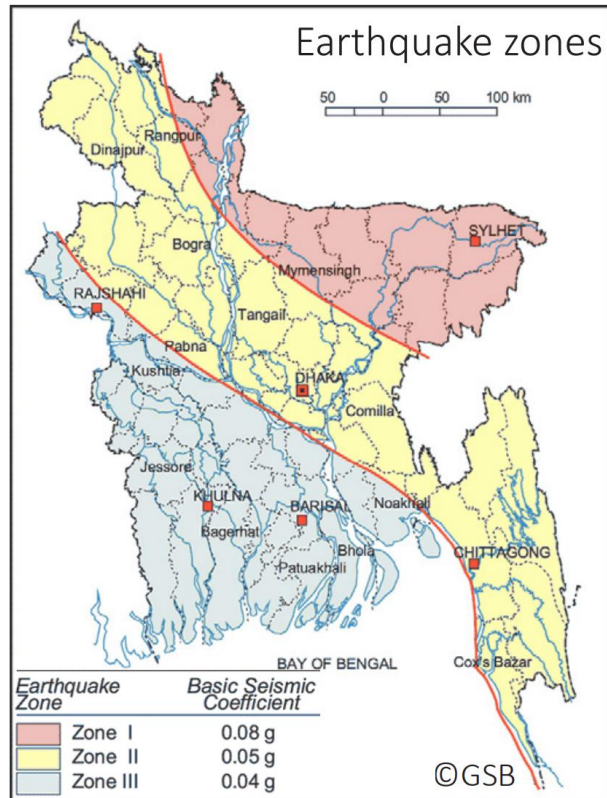 Earthquake zones
50 0 50 100 km
Rangpur
Dinajpur
SYLHET
Bogra
Mymensingh
RAJSHAHI
Tangail
Pabna
Kushtia
DHAKA
Comilla
Jessore
KHULNA
BARISAL
Noakhali
Bagerhat
Bhola
CHITTAGONG
Patuakhali
BAY OF BENGAL
Cox's Bazar
Earthquake Zone
Basic Seismic Coefficient
Zone I 0.08 g
Zone II 0.05 g
Zone III 0.04 g
©GSB